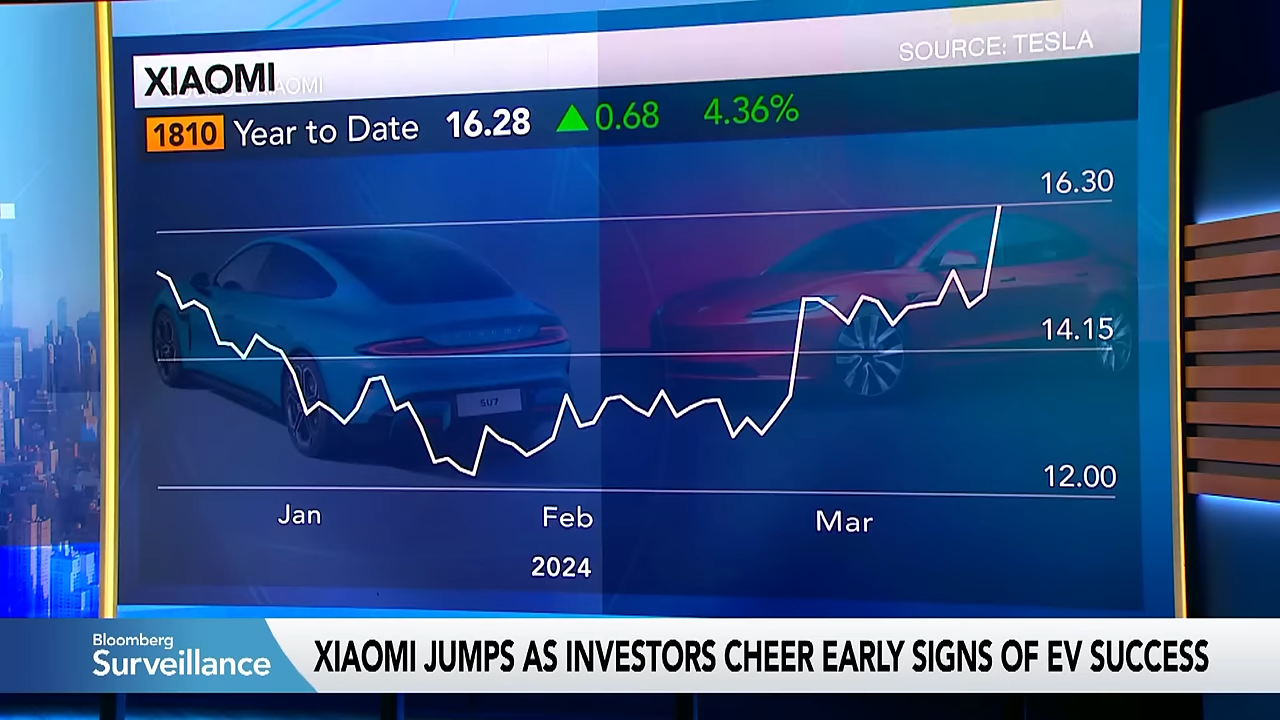 SOURCE: TESLA
XIAOMI
1810 Year to Date 16.28 ▲0.68 4.36%
16.30
14.15
12.00
SU7
Jan Feb Mar
2024
Bloomberg
Surveillance
XIAOMI JUMPS AS INVESTORS CHEER EARLY SIGNS OF EV SUCCESS